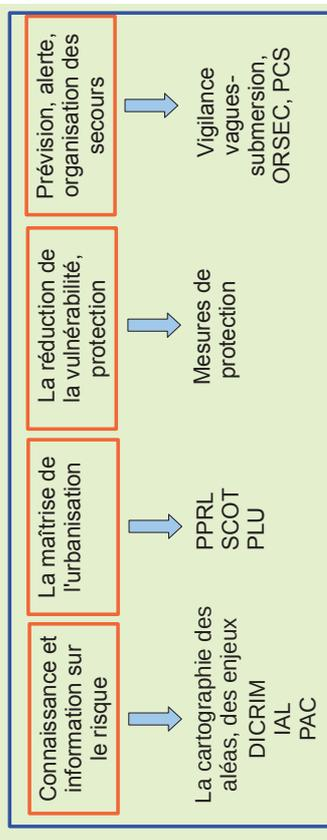 Connaissance et
information sur
le risque
La cartographie des
aléas, des enjeux
DICRIM
IAL
PAC
La maîtrise de
l'urbanisation
PPRL
SCOT
PLU
La réduction de
la vulnérabilité,
protection
Mesures de
protection
Prévision, alerte,
organisation des
secours
Vigilance
vagues-
submersion,
ORSEC, PCS